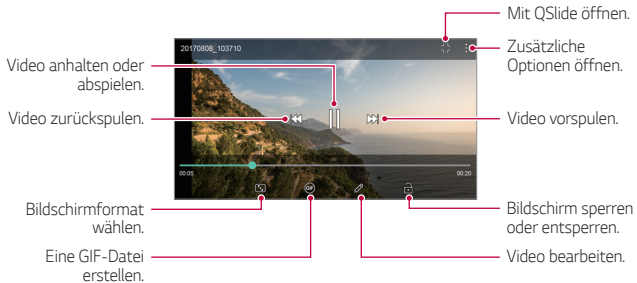 Mit QSlide öffnen.
20170808_103710
Zusätzliche
Optionen öffnen.
Video anhalten oder
abspielen.
Video zurückspulen.
Video vorspulen.
00:05
00:20
GIF
Bildschirmformat
wählen.
Bildschirm sperren
oder entsperren.
Eine GIF-Datei
erstellen.
Video bearbeiten.